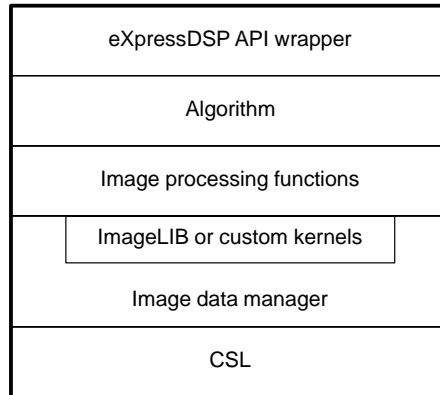 eXpressDSP API wrapper
Algorithm
Image processing functions
ImageLIB or custom kernels
Image data manager
CSL